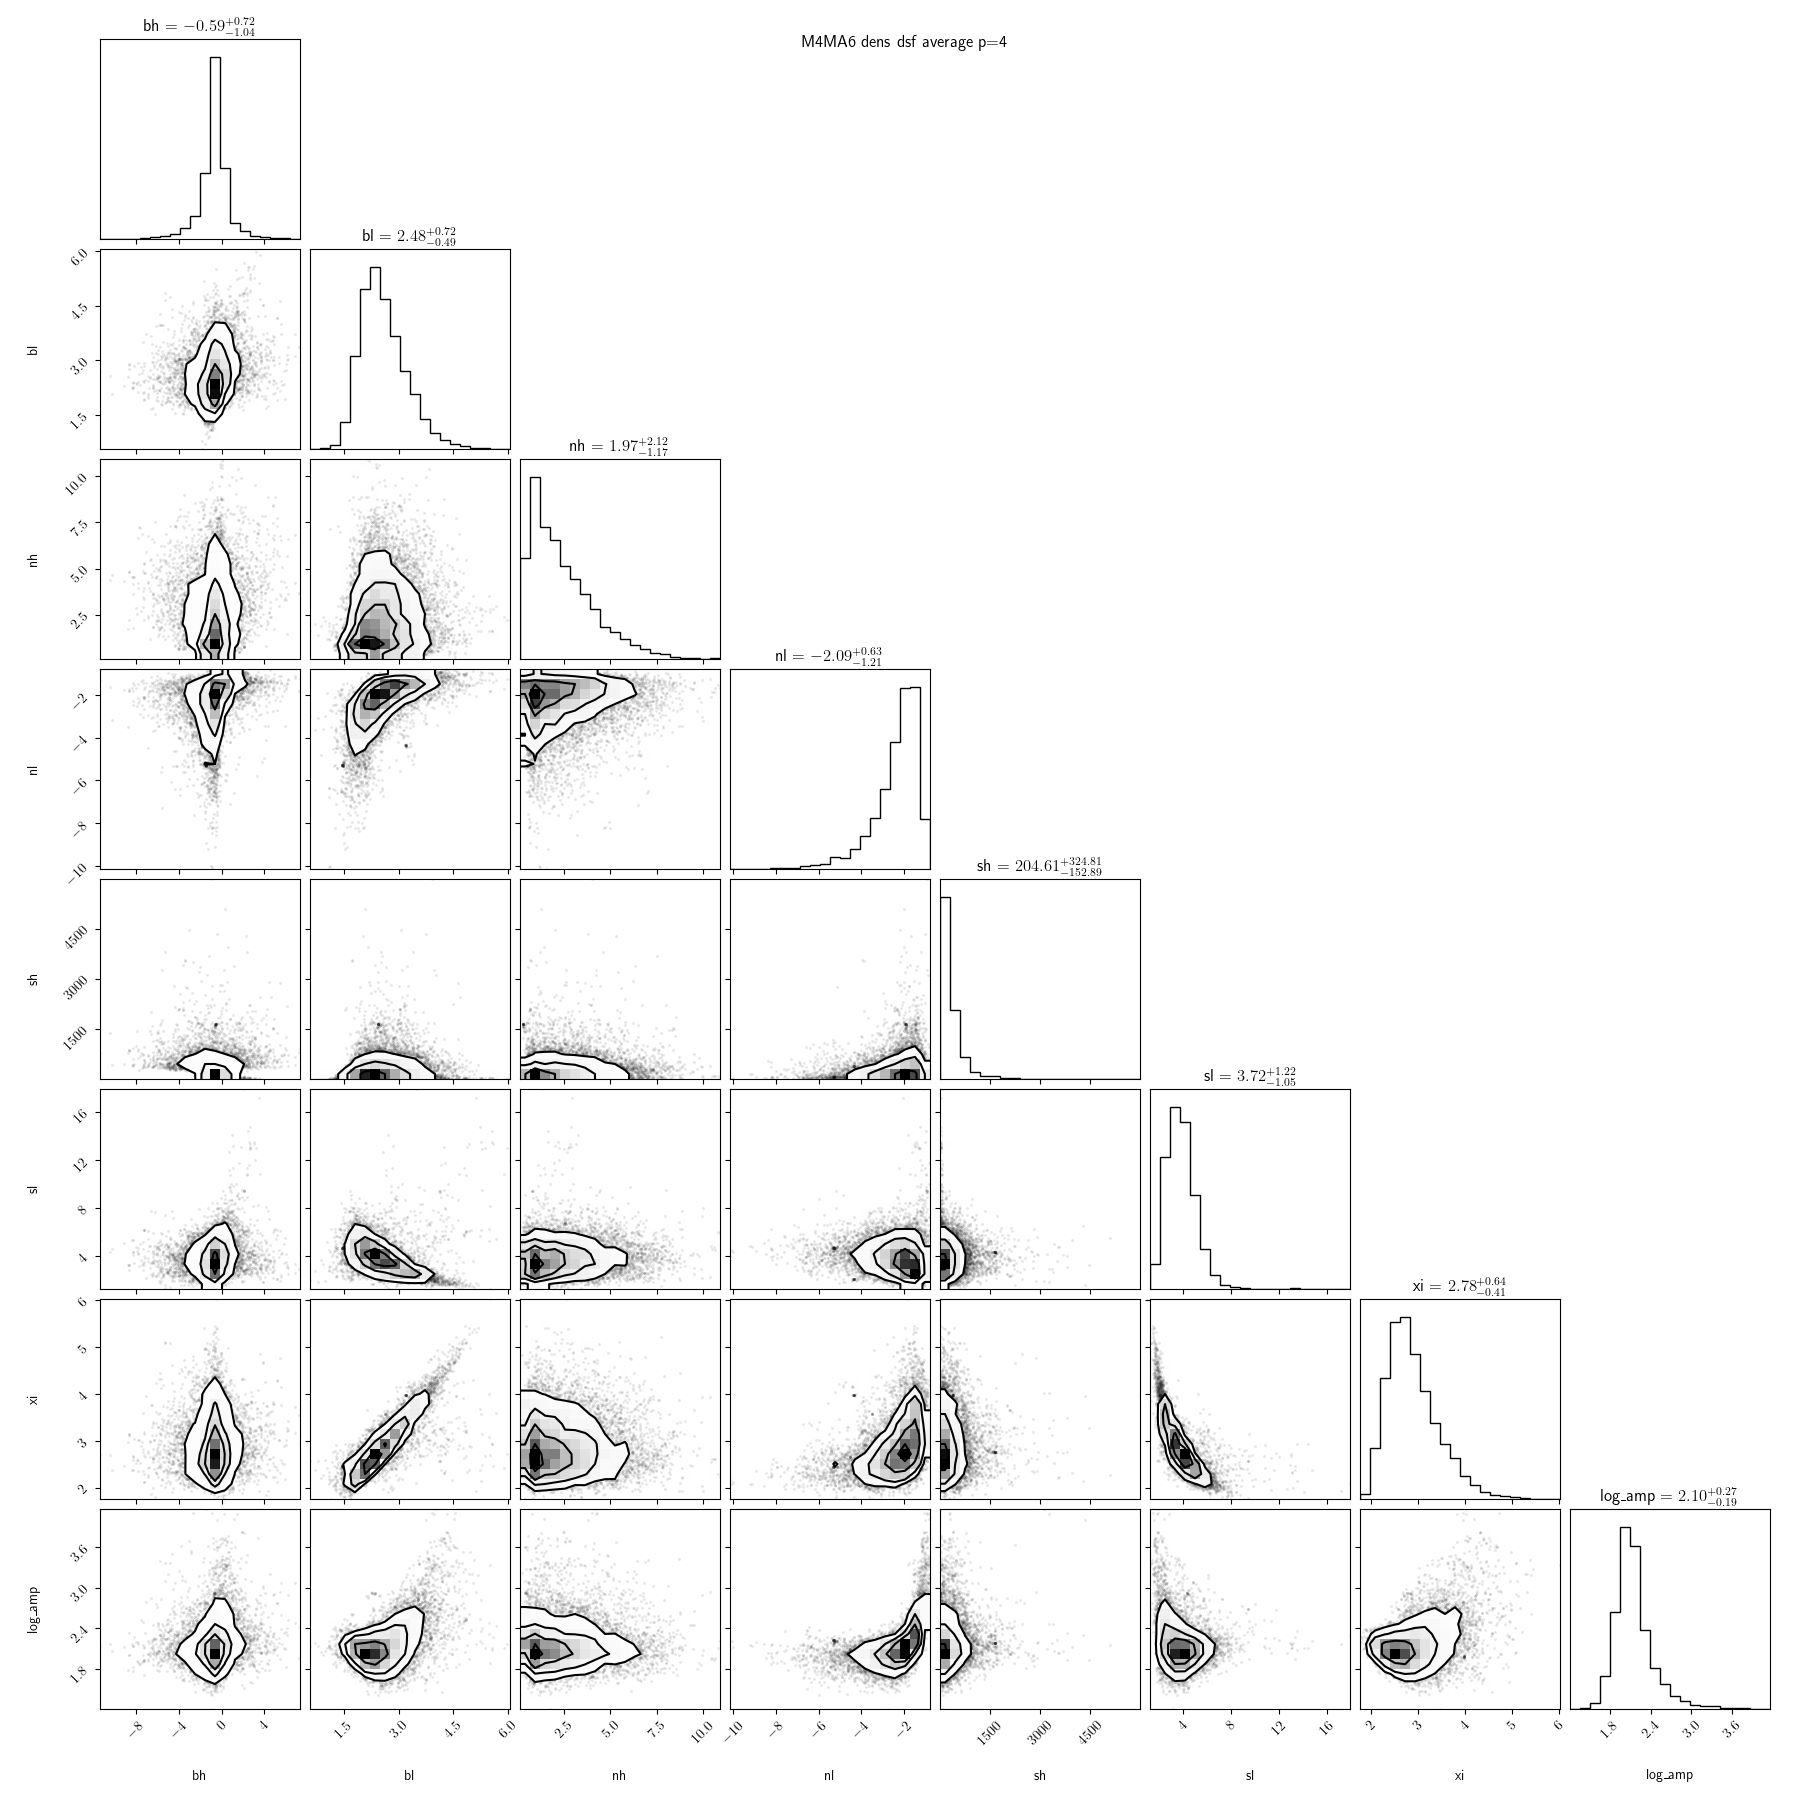 bh = −0.59 +0.72 −1.04
M4MA6 dens dsf average p=4
bl = 2.48 +0.72 −0.49
6.0
4.5
3.0
1.5
bl
nh = 1.97 +2.12 −1.17
10.0
7.5
5.0
2.5
nh
nl = −2.09 +0.63 −1.21
−2
−4
−6
−8
−10
nl
sh = 204.61 +324.81 −152.89
4500
3000
1500
sh
sl = 3.72 +1.22 −1.05
16
12
8
4
sl
xi = 2.78 +0.64 −0.41
6
5
4
3
2
xi
log_amp = 2.10 +0.27 −0.19
3.6
3.0
2.4
1.8
log_amp
−8 −4 0 4 1.5 3.0 4.5 6.0 2.5 5.0 7.5 10.0 −10 −8 −6 −4 −2 1500 3000 4500 4 8 12 16 2 3 4 5 6 1.8 2.4 3.0 3.6
bh bl nh nl sh sl xi log_amp